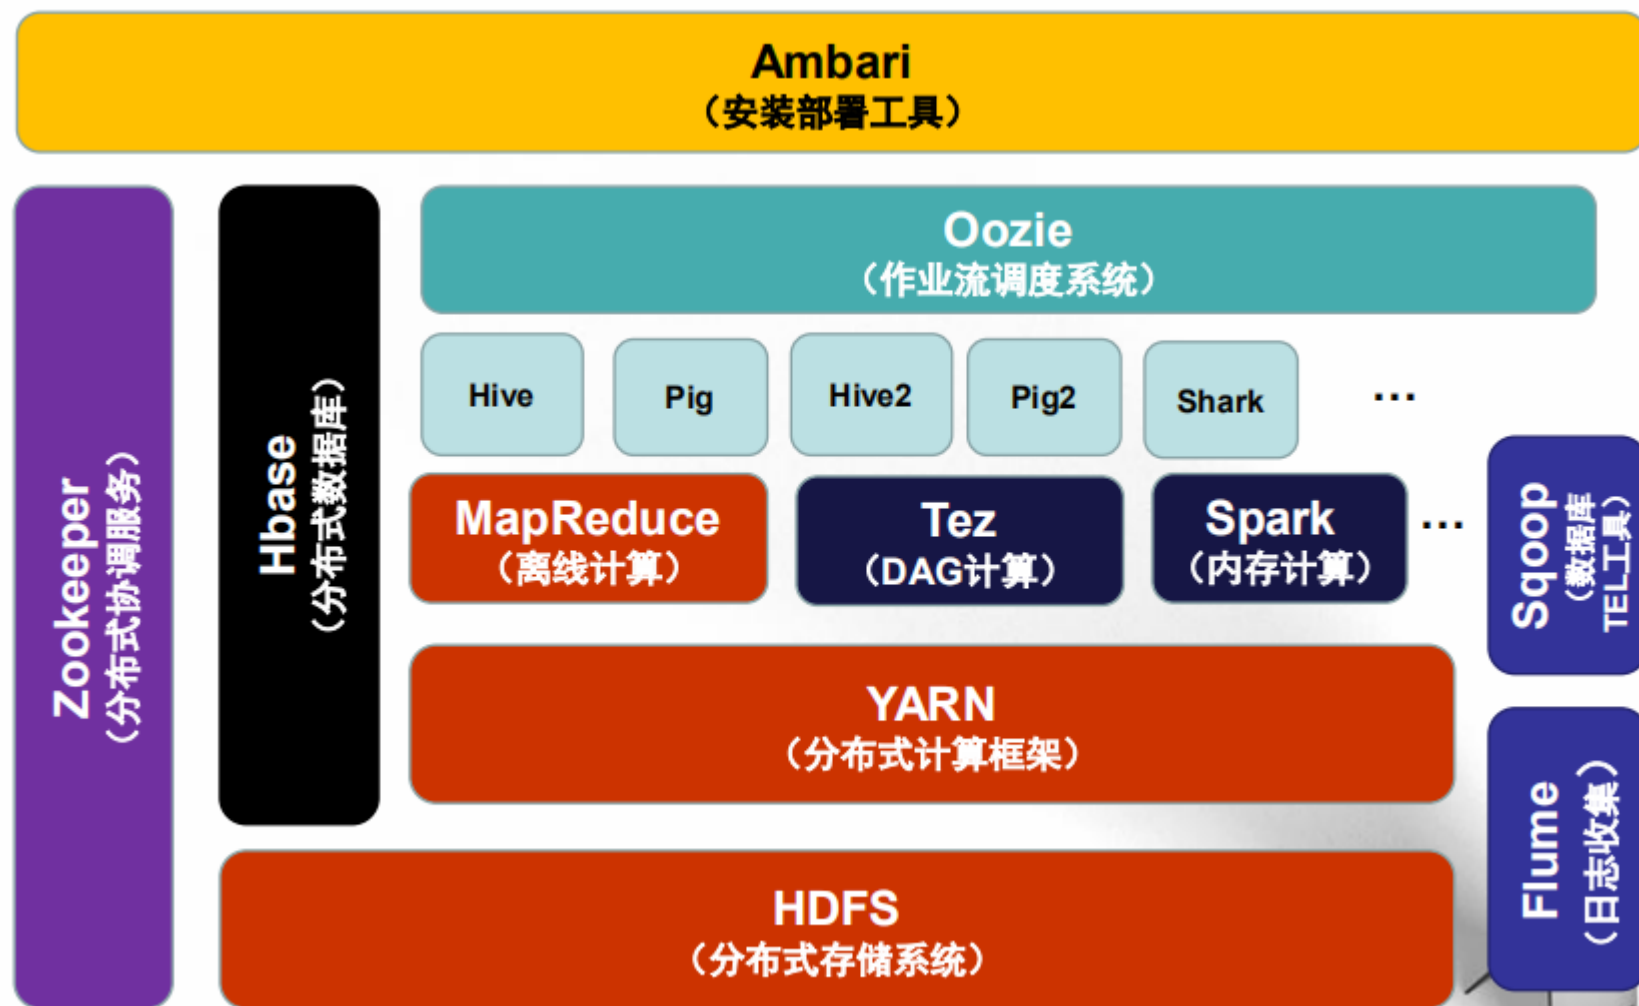 Ambari
（安装部署工具）
Zookeeper
（分布式协调服务）
Hbase
（分布式数据库）
Oozie
（作业流调度系统）
Hive
Pig
Hive2
Pig2
Shark
...
MapReduce
（离线计算）
Tez
（DAG计算）
Spark
（内存计算）
...
Sqoop
（数据库
TEL工具）
YARN
（分布式计算框架）
Flume
（日志收集）
HDFS
（分布式存储系统）